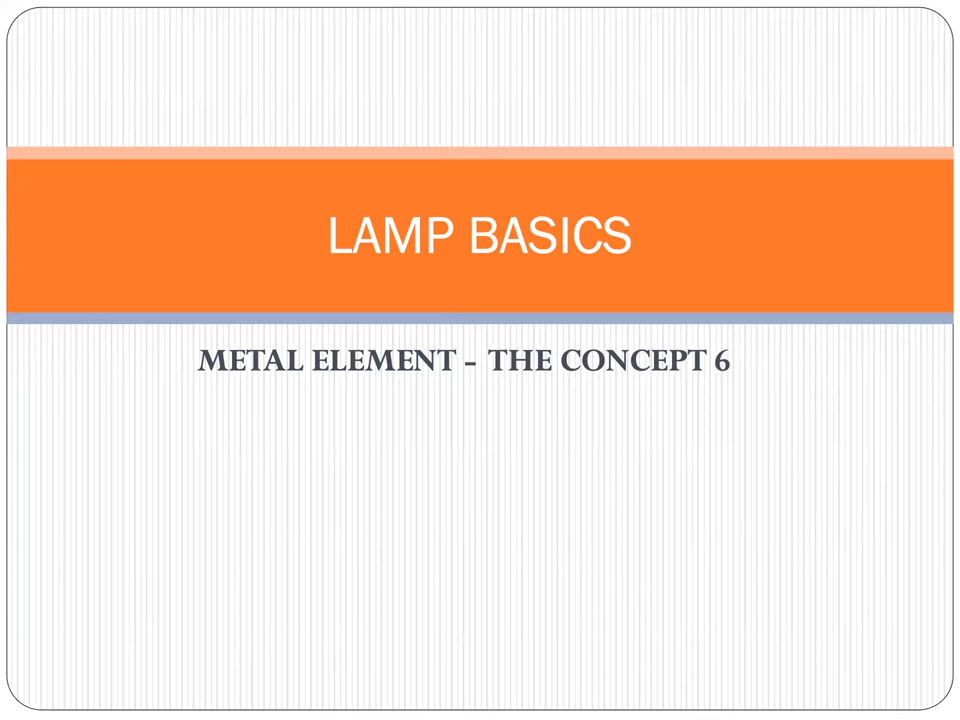 LAMP BASICS
METAL ELEMENT – THE CONCEPT 6